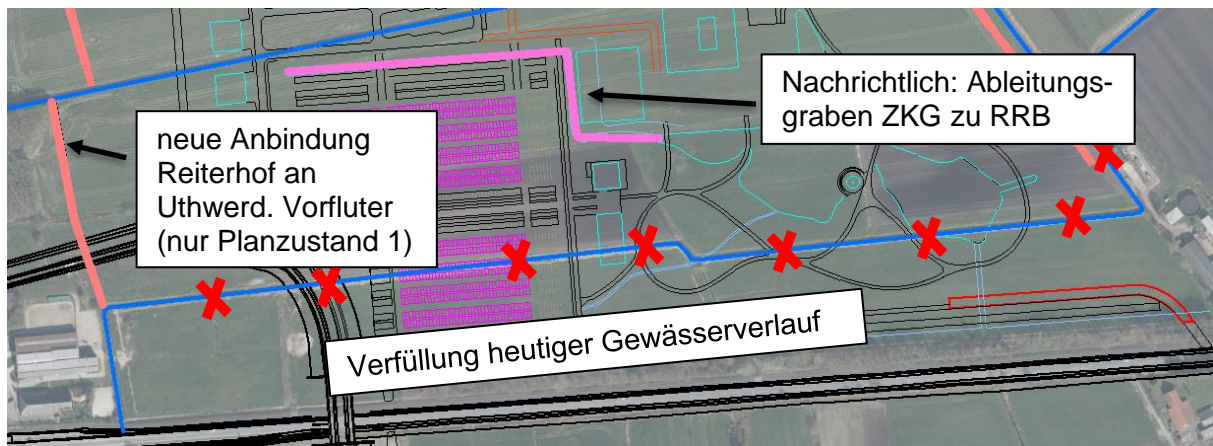 neue Anbindung
Reiterhof an
Uthwerd. Vorfluter
(nur Planzustand 1)
Nachrichtlich: Ableitungs-
graben ZKG zu RRB
Verfüllung heutiger Gewässerverlauf